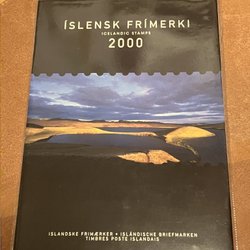 ÍSLENSK FRÍMERKI
ICELANDIC STAMPS
2000
ISLANDSKE FRIMÆRKER • ISLÄNDISCHE BRIEFMARKEN
TIMBRES POSTE ISLANDAIS